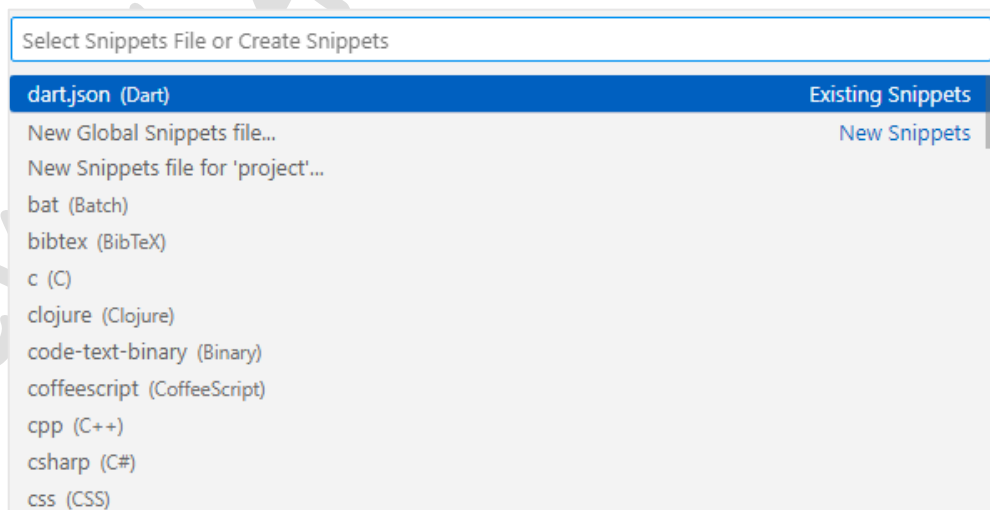 Select Snippets File or Create Snippets
dart.json (Dart) Existing Snippets
New Global Snippets file... New Snippets
New Snippets file for 'project'...
bat (Batch)
bibtex (BibTeX)
c (C)
clojure (Clojure)
code-text-binary (Binary)
coffeescript (CoffeeScript)
cpp (C++)
csharp (C#)
css (CSS)